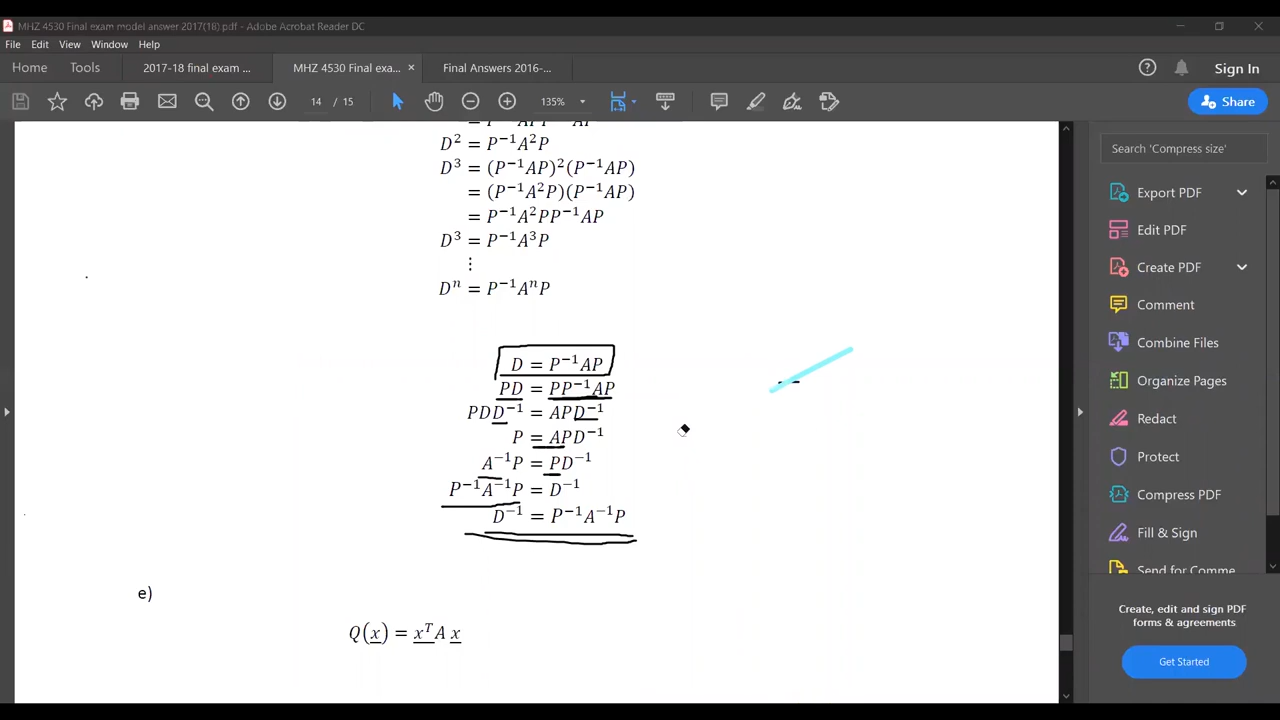 MHZ 4530 Final exam model answer 2017(18).pdf - Adobe Acrobat Reader DC
File Edit View Window Help
Home Tools 2017-18 final exam ... MHZ 4530 Final exa... × Final Answers 2016-... Sign In
14 / 15 135% Share
D² = P⁻¹A²P
D³ = (P⁻¹AP)²(P⁻¹AP)
= (P⁻¹A²P)(P⁻¹AP)
= P⁻¹A²PP⁻¹AP
D³ = P⁻¹A³P
⋮
Dⁿ = P⁻¹AⁿP
D = P⁻¹AP
PD = PP⁻¹AP
PDD⁻¹ = APD⁻¹
P = APD⁻¹
A⁻¹P = PD⁻¹
P⁻¹A⁻¹P = D⁻¹
D⁻¹ = P⁻¹A⁻¹P
e)
Q(x) = xᵀA x
Search 'Compress size'
Export PDF
Edit PDF
Create PDF
Comment
Combine Files
Organize Pages
Redact
Protect
Compress PDF
Fill & Sign
Send for Comme
Create, edit and sign PDF
forms & agreements
Get Started